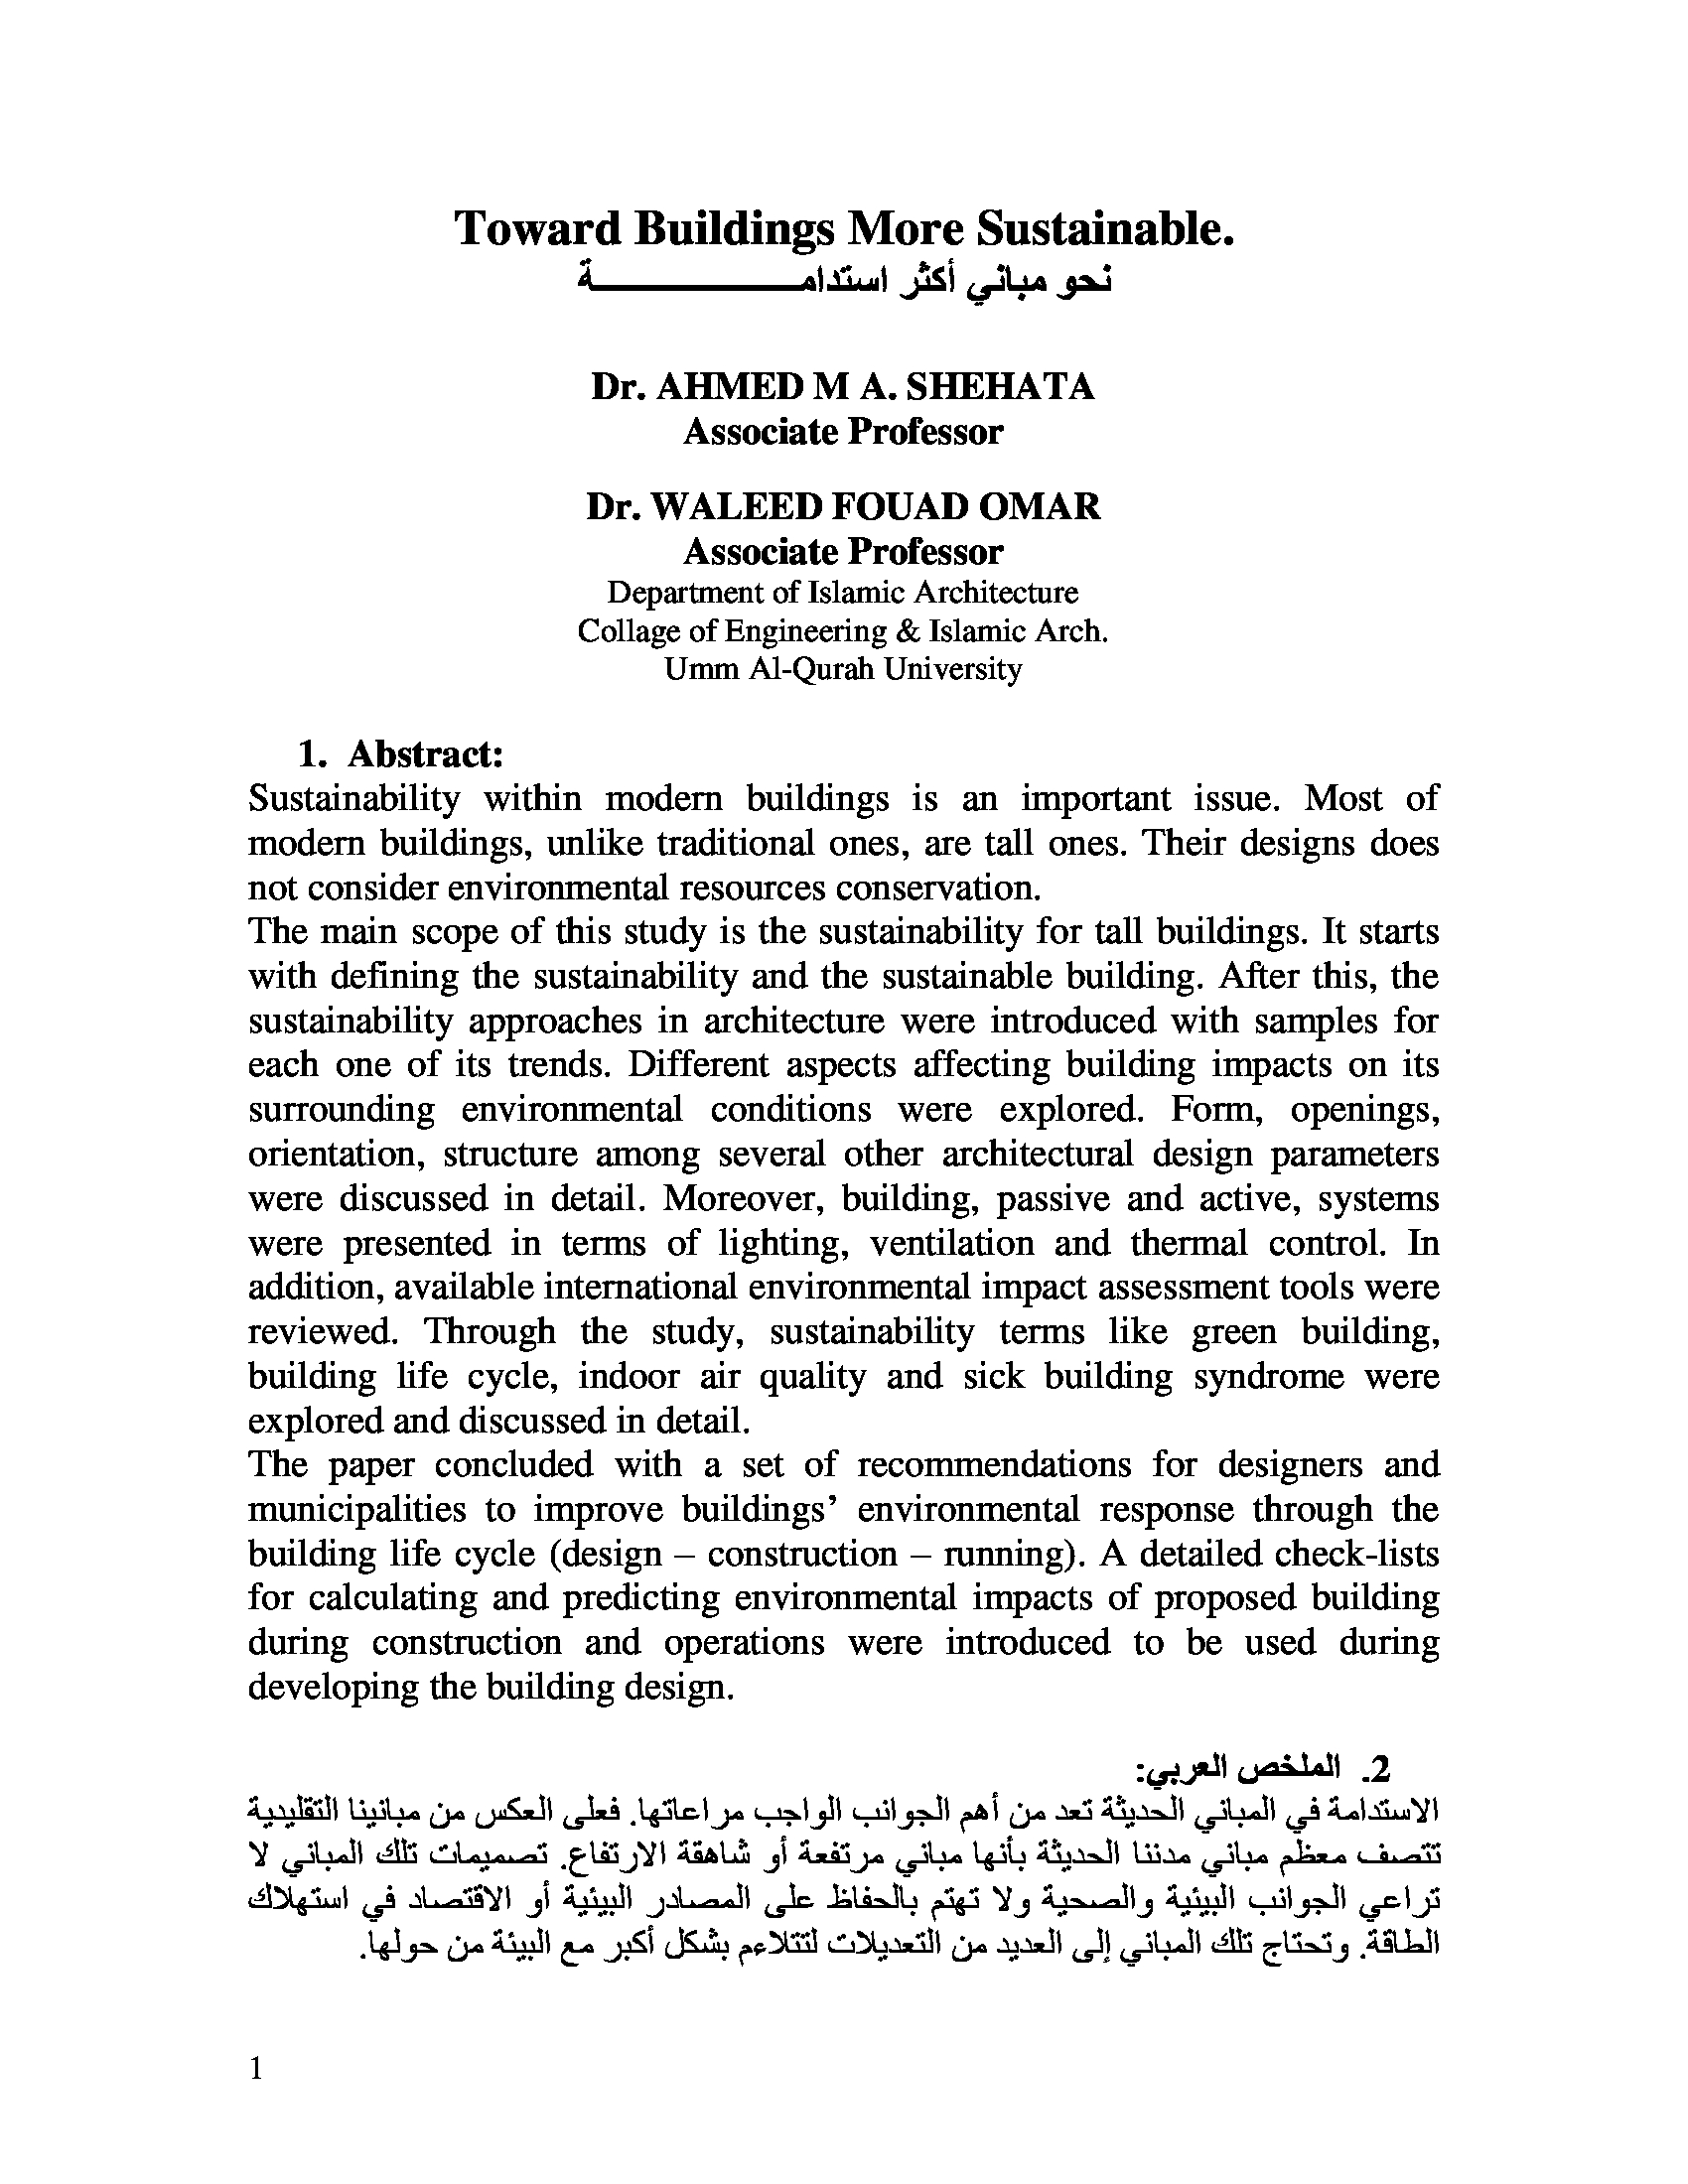 Toward Buildings More Sustainable.
نحو مباني أكثر استدامـــــــــــــــــــة
Dr. AHMED M A. SHEHATA
Associate Professor
Dr. WALEED FOUAD OMAR
Associate Professor
Department of Islamic Architecture
Collage of Engineering & Islamic Arch.
Umm Al-Qurah University
1. Abstract:
Sustainability within modern buildings is an important issue. Most of
modern buildings, unlike traditional ones, are tall ones. Their designs does
not consider environmental resources conservation.
The main scope of this study is the sustainability for tall buildings. It starts
with defining the sustainability and the sustainable building. After this, the
sustainability approaches in architecture were introduced with samples for
each one of its trends. Different aspects affecting building impacts on its
surrounding environmental conditions were explored. Form, openings,
orientation, structure among several other architectural design parameters
were discussed in detail. Moreover, building, passive and active, systems
were presented in terms of lighting, ventilation and thermal control. In
addition, available international environmental impact assessment tools were
reviewed. Through the study, sustainability terms like green building,
building life cycle, indoor air quality and sick building syndrome were
explored and discussed in detail.
The paper concluded with a set of recommendations for designers and
municipalities to improve buildings’ environmental response through the
building life cycle (design – construction – running). A detailed check-lists
for calculating and predicting environmental impacts of proposed building
during construction and operations were introduced to be used during
developing the building design.
2. الملخص العربي:
الاستدامة في المباني الحديثة تعد من أهم الجوانب الواجب مراعاتها. فعلى العكس من مبانينا التقليدية
تتصف معظم مباني مدننا الحديثة بأنها مباني مرتفعة أو شاهقة الارتفاع. تصميمات تلك المباني لا
تراعي الجوانب البيئية والصحية ولا تهتم بالحفاظ على المصادر البيئية أو الاقتصاد في استهلاك
الطاقة. وتحتاج تلك المباني إلى العديد من التعديلات لتتلاءم بشكل أكبر مع البيئة من حولها.
1